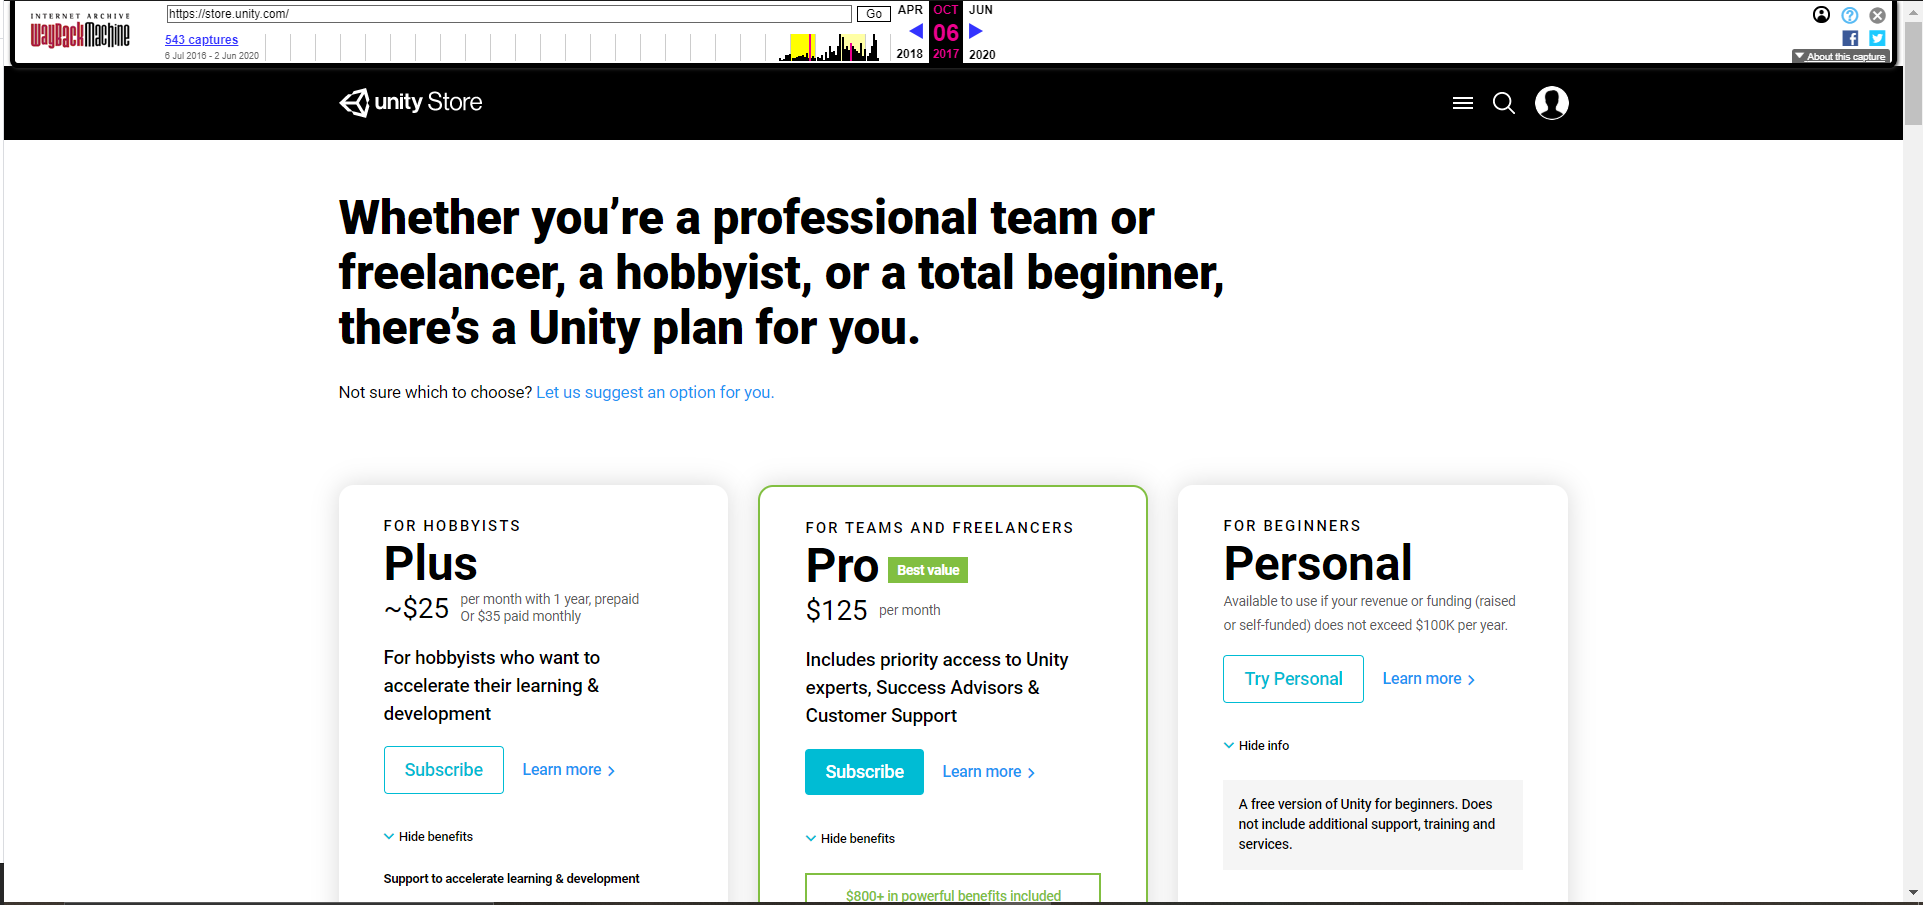 INTERNET ARCHIVE
WayBackMachine
https://store.unity.com/
Go
543 captures
6 Jul 2016 - 2 Jun 2020
APR OCT JUN
06
2018 2017 2020
About this capture
unity Store
Whether you’re a professional team or
freelancer, a hobbyist, or a total beginner,
there’s a Unity plan for you.
Not sure which to choose? Let us suggest an option for you.
FOR HOBBYISTS
Plus
~$25 per month with 1 year, prepaid
Or $35 paid monthly
For hobbyists who want to
accelerate their learning &
development
Subscribe Learn more
Hide benefits
Support to accelerate learning & development
FOR TEAMS AND FREELANCERS
Pro Best value
$125 per month
Includes priority access to Unity
experts, Success Advisors &
Customer Support
Subscribe Learn more
Hide benefits
$800+ in powerful benefits included
FOR BEGINNERS
Personal
Available to use if your revenue or funding (raised
or self-funded) does not exceed $100K per year.
Try Personal Learn more
Hide info
A free version of Unity for beginners. Does
not include additional support, training and
services.